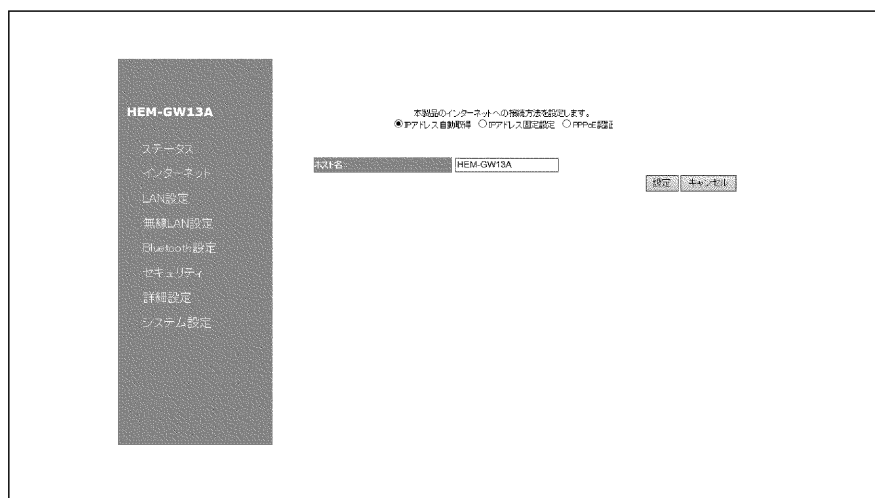 HEM-GW13A
ステータス
インターネット
LAN設定
無線LAN設定
Bluetooth設定
セキュリティ
詳細設定
システム設定
本製品のインターネットへの接続方法を設定します。
IPアドレス自動取得 IPアドレス固定設定 PPPoE認証
ホスト名 HEM-GW13A
設定 キャンセル